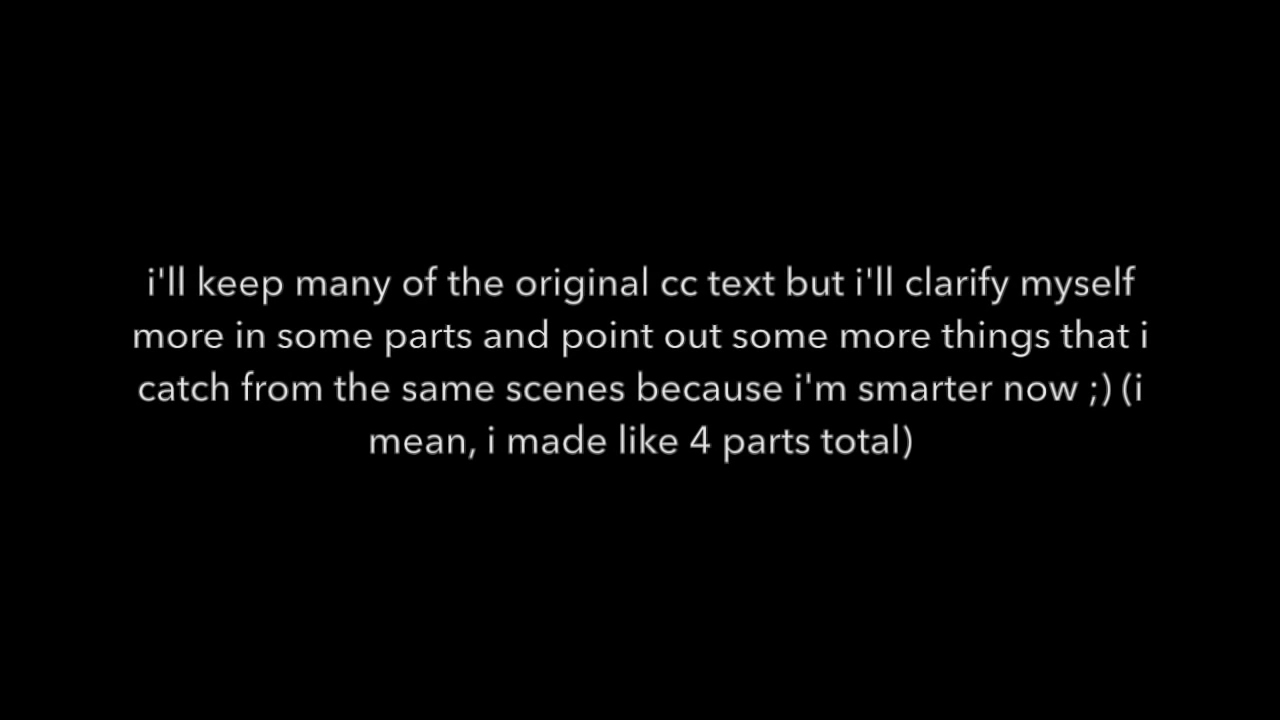 i'll keep many of the original cc text but i'll clarify myself
more in some parts and point out some more things that i
catch from the same scenes because i'm smarter now ;) (i
mean, i made like 4 parts total)